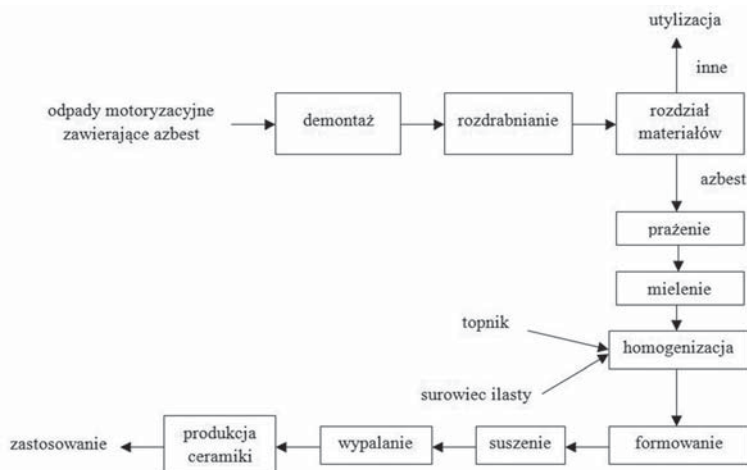 utylizacja
inne
odpady motoryzacyjne
zawierające azbest
demontaż
rozdrabnianie
rozdział
materiałów
azbest
prażenie
mielenie
topnik
homogenizacja
surowiec ilasty
formowanie
suszenie
wypalanie
produkcja
ceramiki
zastosowanie